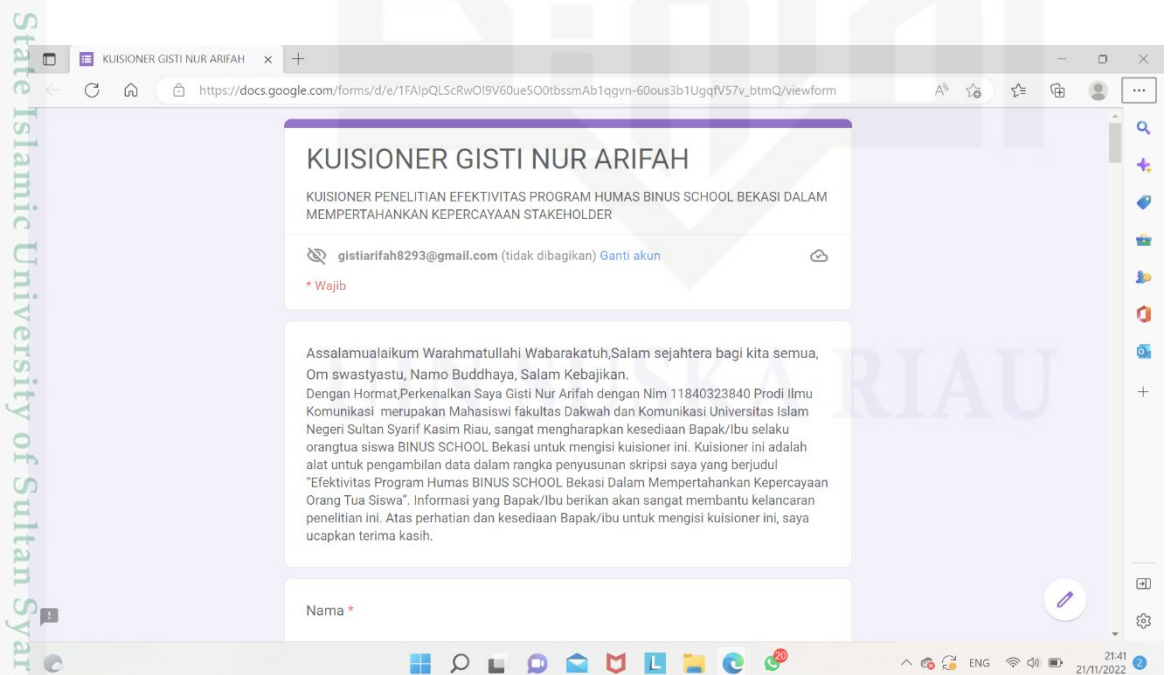 State Islamic University of Sultan Syar
KUISIONER GISTI NUR ARIFAH
https://docs.google.com/forms/d/e/1FAIpQLScRwOI9V60ue5O0tbssmAb1qgvn-60ous3b1UgqfV57v_btmQ/viewform
KUISIONER GISTI NUR ARIFAH
KUISIONER PENELITIAN EFEKTIVITAS PROGRAM HUMAS BINUS SCHOOL BEKASI DALAM
MEMPERTAHANKAN KEPERCAYAAN STAKEHOLDER
gistiarifah8293@gmail.com (tidak dibagikan) Ganti akun
* Wajib
Assalamualaikum Warahmatullahi Wabarakatuh,Salam sejahtera bagi kita semua,
Om swastyastu, Namo Buddhaya, Salam Kebajikan.
Dengan Hormat,Perkenalkan Saya Gisti Nur Arifah dengan Nim 11840323840 Prodi Ilmu
Komunikasi merupakan Mahasiswi fakultas Dakwah dan Komunikasi Universitas Islam
Negeri Sultan Syarif Kasim Riau, sangat mengharapkan kesediaan Bapak/Ibu selaku
orangtua siswa BINUS SCHOOL Bekasi untuk mengisi kuisioner ini. Kuisioner ini adalah
alat untuk pengambilan data dalam rangka penyusunan skripsi saya yang berjudul
"Efektivitas Program Humas BINUS SCHOOL Bekasi Dalam Mempertahankan Kepercayaan
Orang Tua Siswa". Informasi yang Bapak/Ibu berikan akan sangat membantu kelancaran
penelitian ini. Atas perhatian dan kesediaan Bapak/ibu untuk mengisi kuisioner ini, saya
ucapkan terima kasih.
RIAU
Nama *
20
ENG
21:41
21/11/2022
2